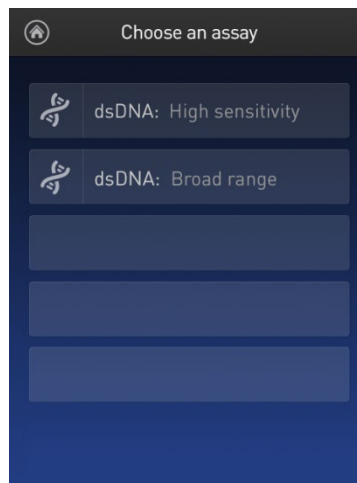 Choose an assay
dsDNA: High sensitivity
dsDNA: Broad range